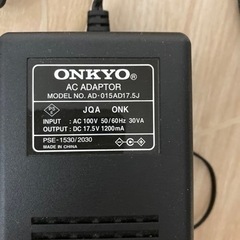 ONKYO®
AC ADAPTOR
MODEL NO. AD-015AD17.5J
JQA ONK
INPUT : AC 100V 50/60Hz 30VA
OUTPUT : DC 17.5V 1200mA
PSE-1530/2030
MADE IN CHINA